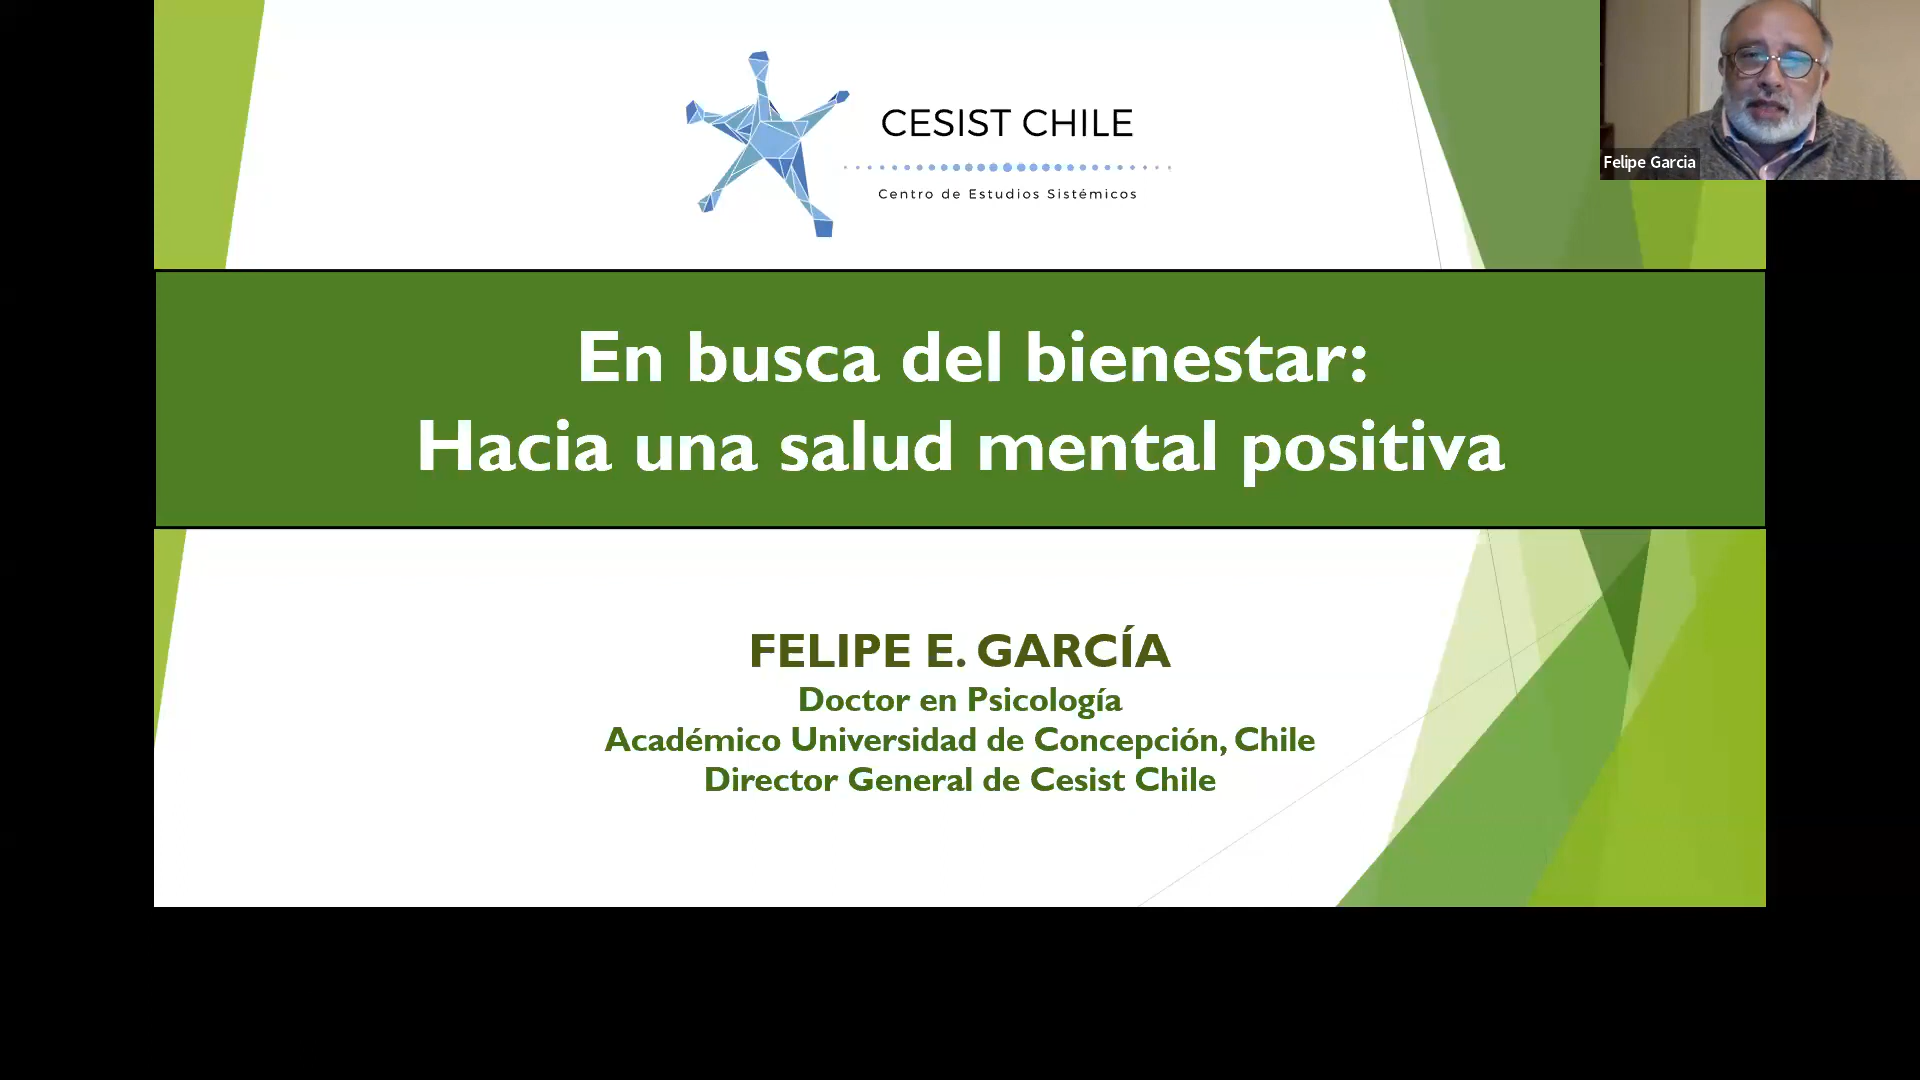 CESIST CHILE
Centro de Estudios Sistémicos
Felipe Garcia
En busca del bienestar:
Hacia una salud mental positiva
FELIPE E. GARCÍA
Doctor en Psicología
Académico Universidad de Concepción, Chile
Director General de Cesist Chile